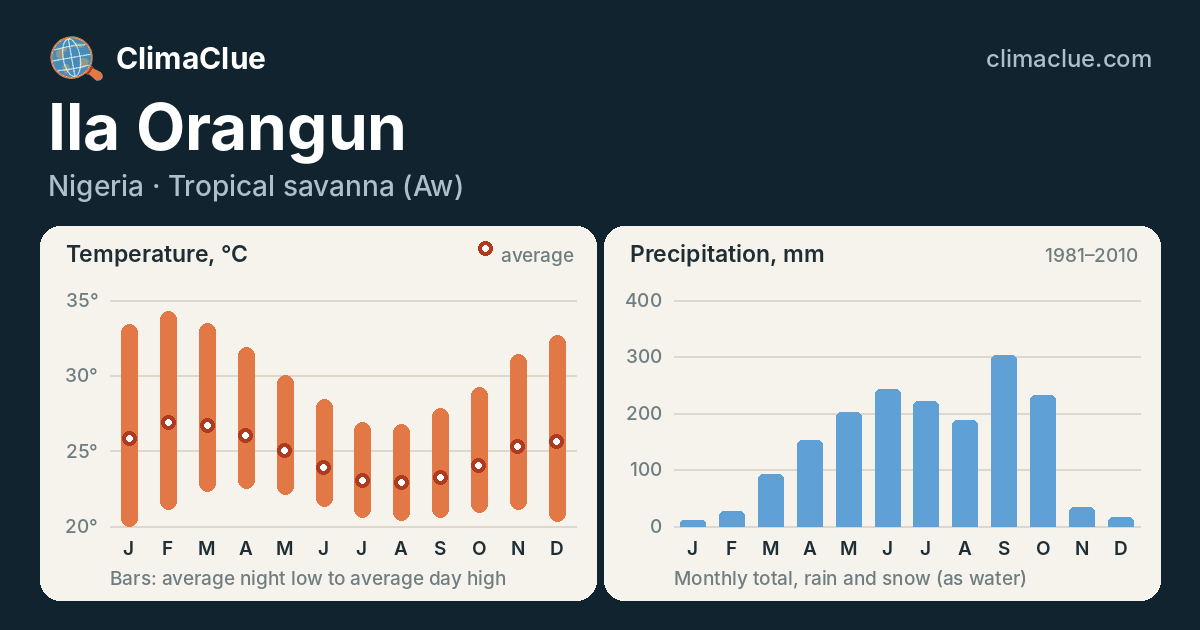 ClimaClue
climaclue.com
Ila Orangun
Nigeria · Tropical savanna (Aw)
Temperature, °C
average
35°
30°
25°
20°
J F M A M J J A S O N D
Bars: average night low to average day high
Precipitation, mm
1981–2010
400
300
200
100
0
J F M A M J J A S O N D
Monthly total, rain and snow (as water)